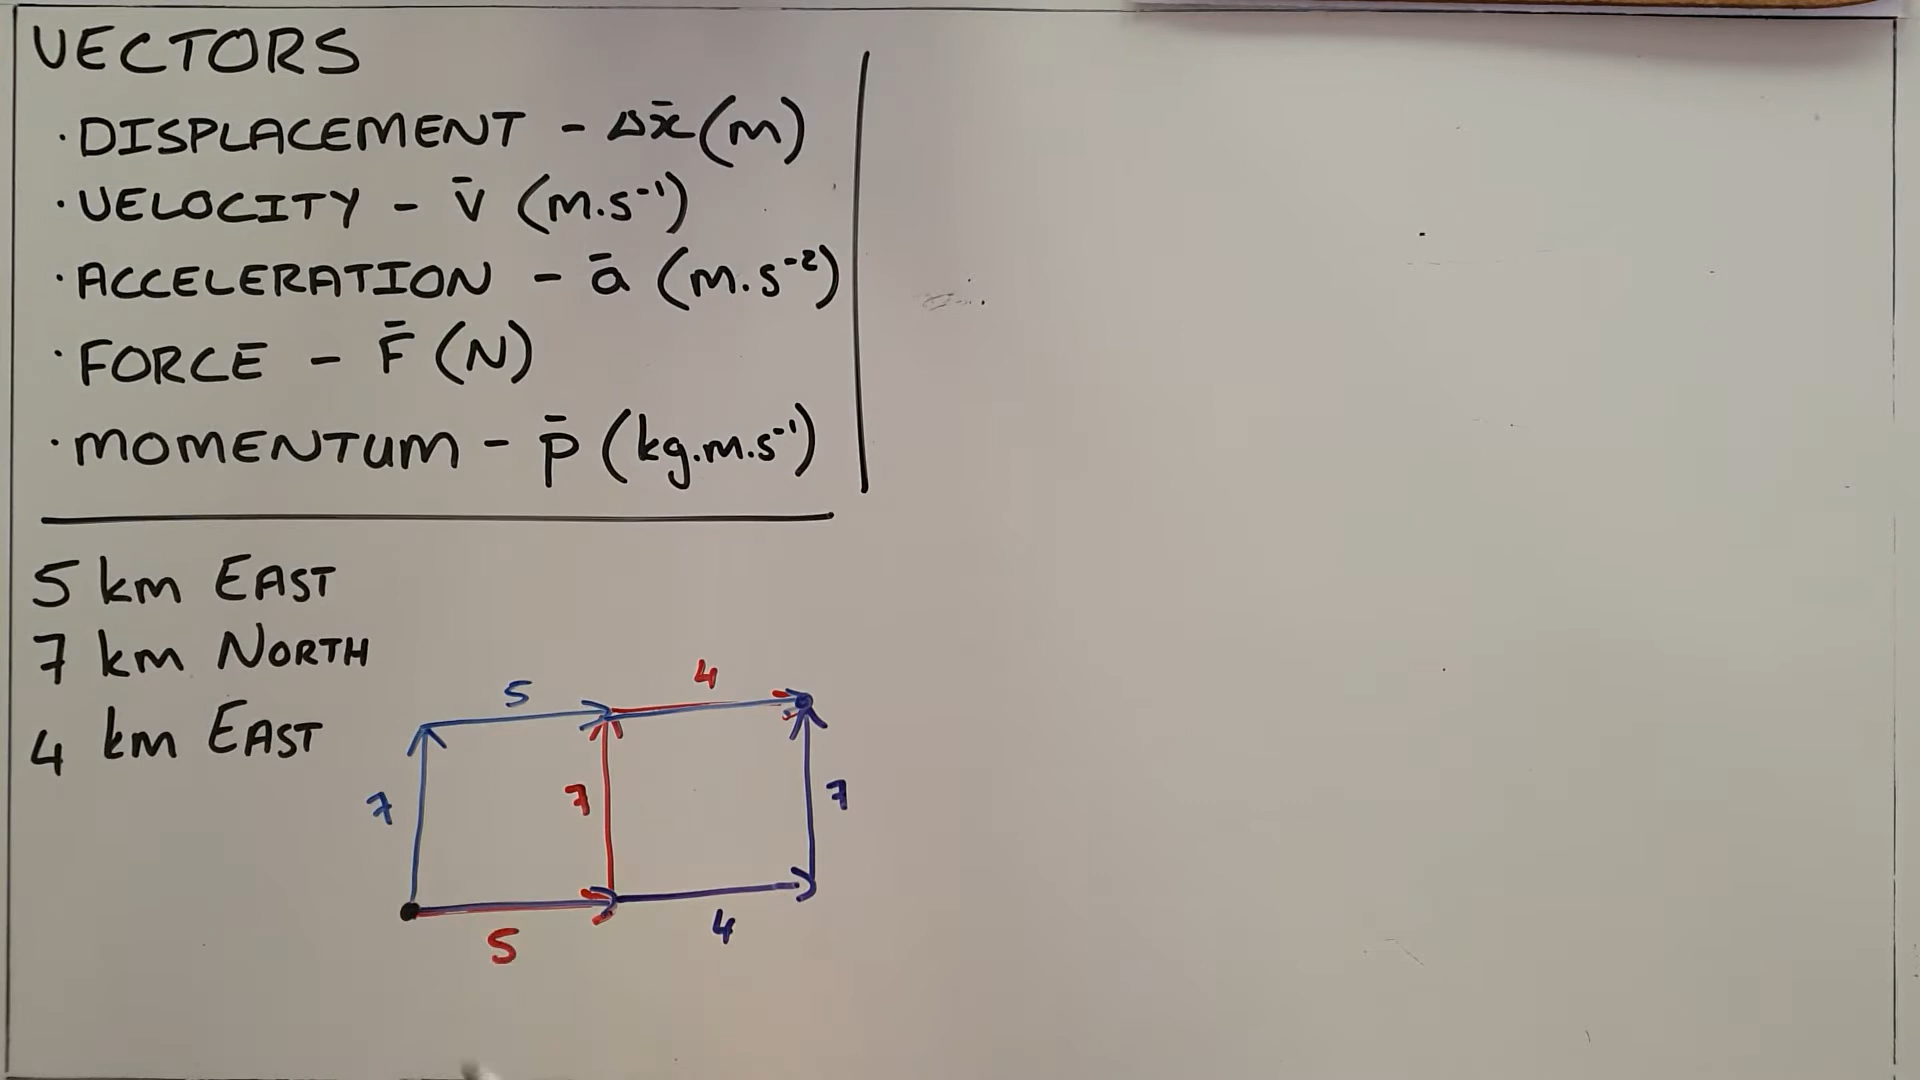 VECTORS
· DISPLACEMENT - Δx̄ (m)
· VELOCITY - v̄ (m.s⁻¹)
· ACCELERATION - ā (m.s⁻²)
· FORCE - F̄ (N)
· MOMENTUM - p̄ (kg.m.s⁻¹)
5 km EAST
7 km NORTH
4 km EAST
5
4
7
7
7
5
4